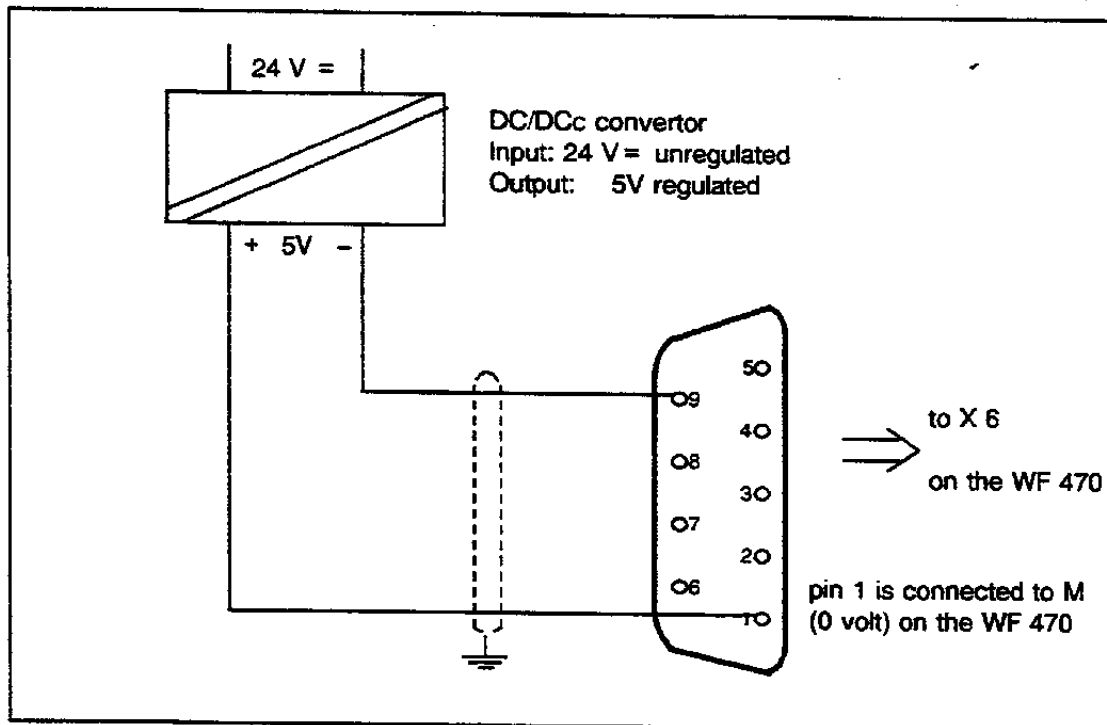 24 V =
DC/DCc convertor
Input: 24 V = unregulated
Output: 5V regulated
+ 5V -
5
9
4
8
3
7
2
6
1
to X 6
on the WF 470
pin 1 is connected to M
(0 volt) on the WF 470